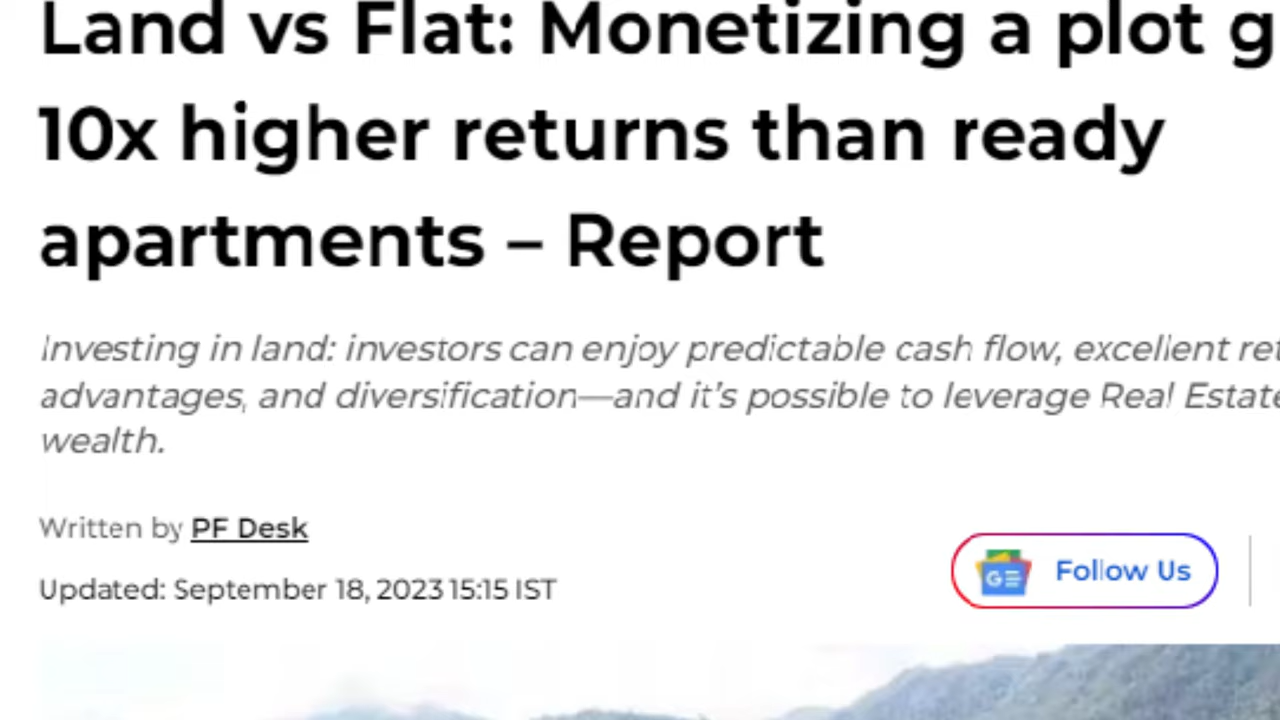 Land vs Flat: Monetizing a plot g
10x higher returns than ready
apartments – Report
Investing in land: investors can enjoy predictable cash flow, excellent ret
advantages, and diversification—and it's possible to leverage Real Estate
wealth.
Written by PF Desk
Updated: September 18, 2023 15:15 IST
G Follow Us